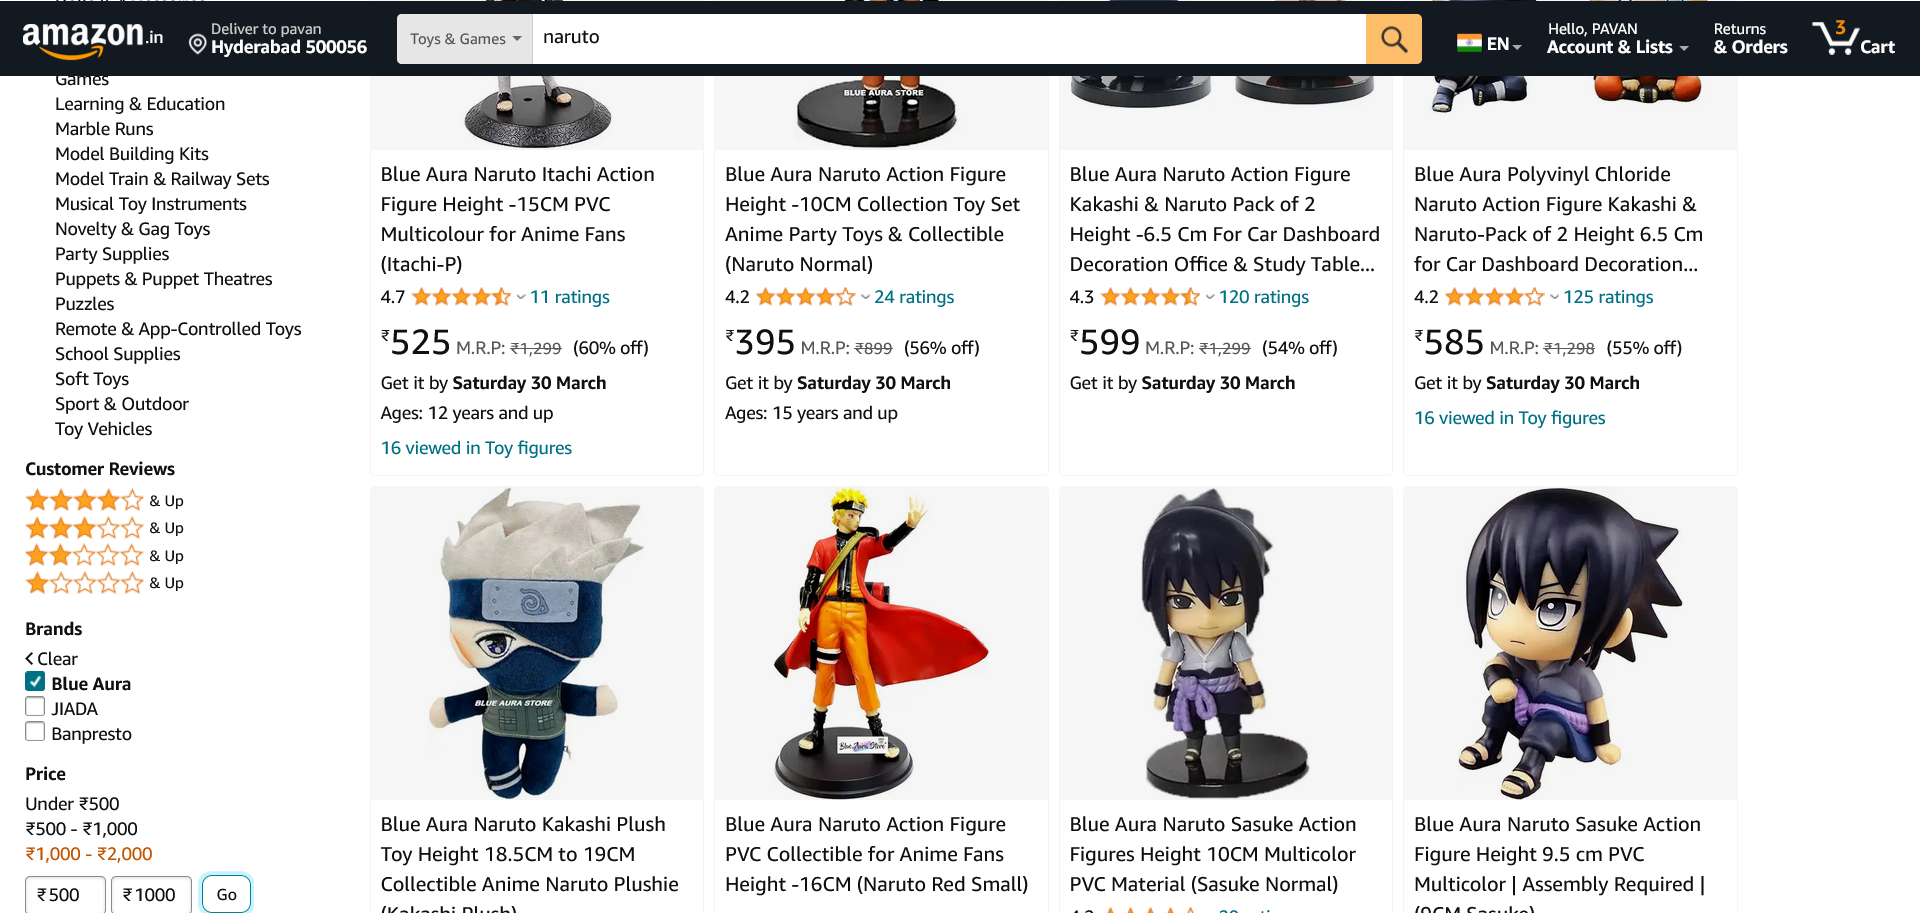 amazon.in
Deliver to pavan
Hyderabad 500056
Toys & Games
naruto
EN
Hello, PAVAN
Account & Lists
Returns
& Orders
3
Cart
Games
Learning & Education
Marble Runs
Model Building Kits
Model Train & Railway Sets
Musical Toy Instruments
Novelty & Gag Toys
Party Supplies
Puppets & Puppet Theatres
Puzzles
Remote & App-Controlled Toys
School Supplies
Soft Toys
Sport & Outdoor
Toy Vehicles
Customer Reviews
& Up
& Up
& Up
& Up
Brands
Clear
Blue Aura
JIADA
Banpresto
Price
Under ₹500
₹500 - ₹1,000
₹1,000 - ₹2,000
₹500
₹1000
Go
Blue Aura Naruto Itachi Action
Figure Height -15CM PVC
Multicolour for Anime Fans
(Itachi-P)
4.7
11 ratings
₹525 M.R.P: ₹1,299 (60% off)
Get it by Saturday 30 March
Ages: 12 years and up
16 viewed in Toy figures
BLUE AURA STORE
Blue Aura Naruto Action Figure
Height -10CM Collection Toy Set
Anime Party Toys & Collectible
(Naruto Normal)
4.2
24 ratings
₹395 M.R.P: ₹899 (56% off)
Get it by Saturday 30 March
Ages: 15 years and up
Blue Aura Naruto Action Figure
Kakashi & Naruto Pack of 2
Height -6.5 Cm For Car Dashboard
Decoration Office & Study Table...
4.3
120 ratings
₹599 M.R.P: ₹1,299 (54% off)
Get it by Saturday 30 March
Blue Aura Polyvinyl Chloride
Naruto Action Figure Kakashi &
Naruto-Pack of 2 Height 6.5 Cm
for Car Dashboard Decoration...
4.2
125 ratings
₹585 M.R.P: ₹1,298 (55% off)
Get it by Saturday 30 March
16 viewed in Toy figures
BLUE AURA STORE
Blue Aura Naruto Kakashi Plush
Toy Height 18.5CM to 19CM
Collectible Anime Naruto Plushie
(Kakashi Plush)
Blue Aura Store
Blue Aura Naruto Action Figure
PVC Collectible for Anime Fans
Height -16CM (Naruto Red Small)
Blue Aura Naruto Sasuke Action
Figures Height 10CM Multicolor
PVC Material (Sasuke Normal)
Blue Aura Naruto Sasuke Action
Figure Height 9.5 cm PVC
Multicolor | Assembly Required |
(9CM Sasuke)